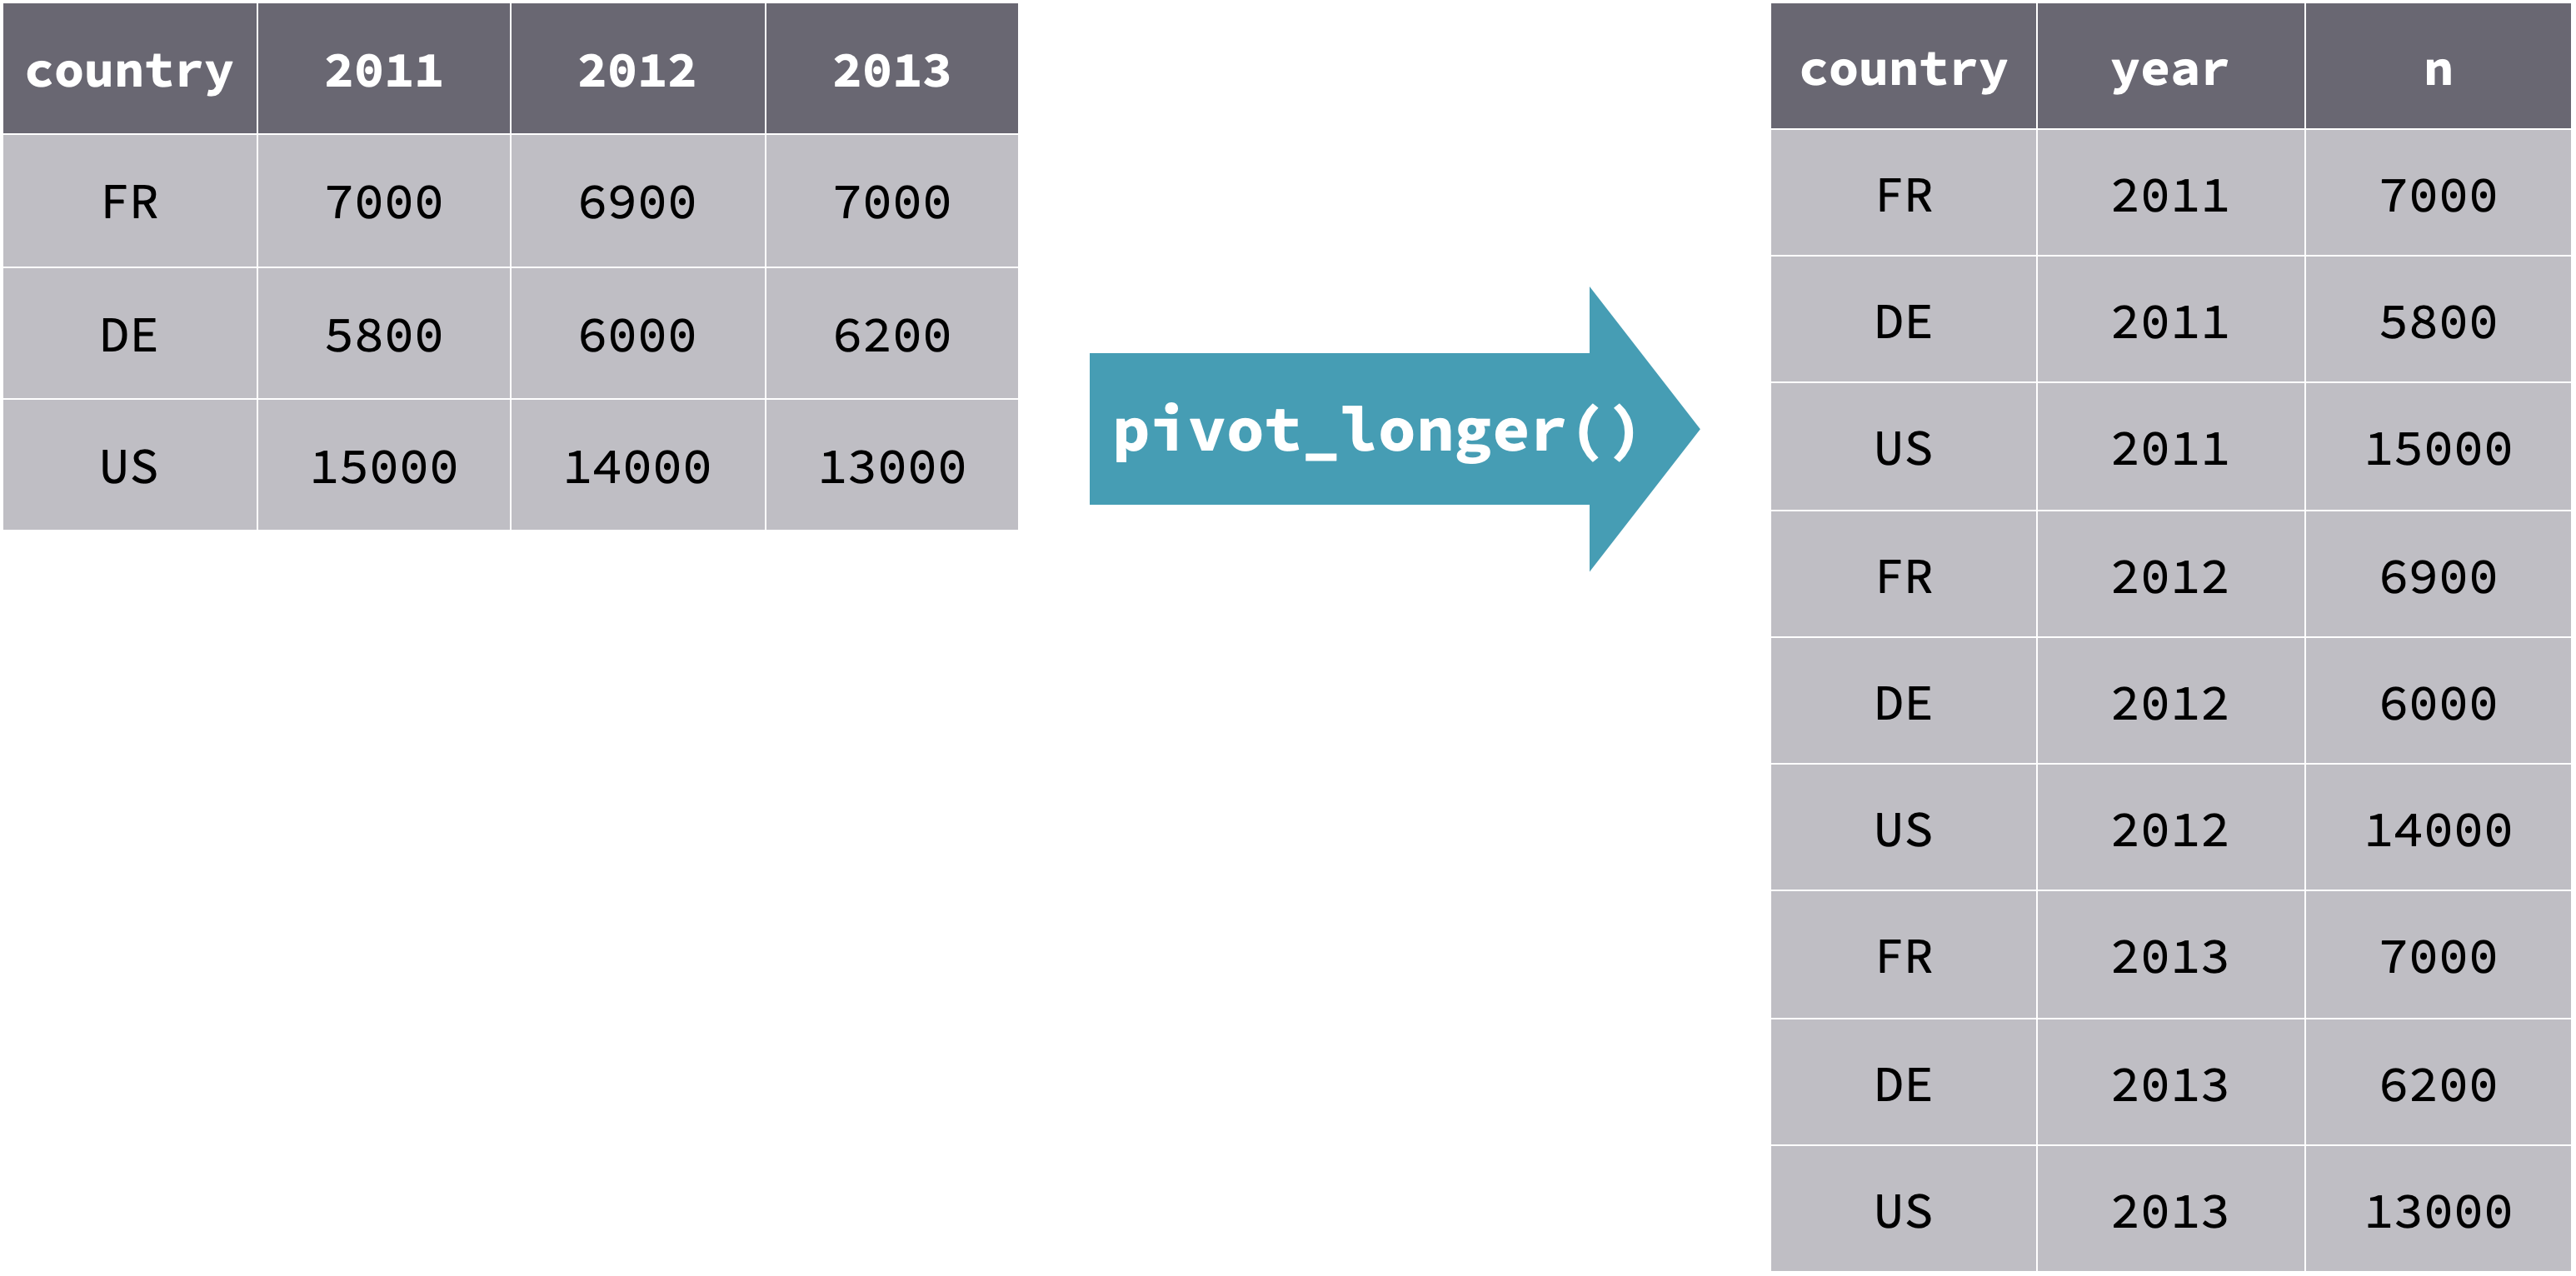 country 2011 2012 2013
FR 7000 6900 7000
DE 5800 6000 6200
US 15000 14000 13000
pivot_longer()
country year n
FR 2011 7000
DE 2011 5800
US 2011 15000
FR 2012 6900
DE 2012 6000
US 2012 14000
FR 2013 7000
DE 2013 6200
US 2013 13000